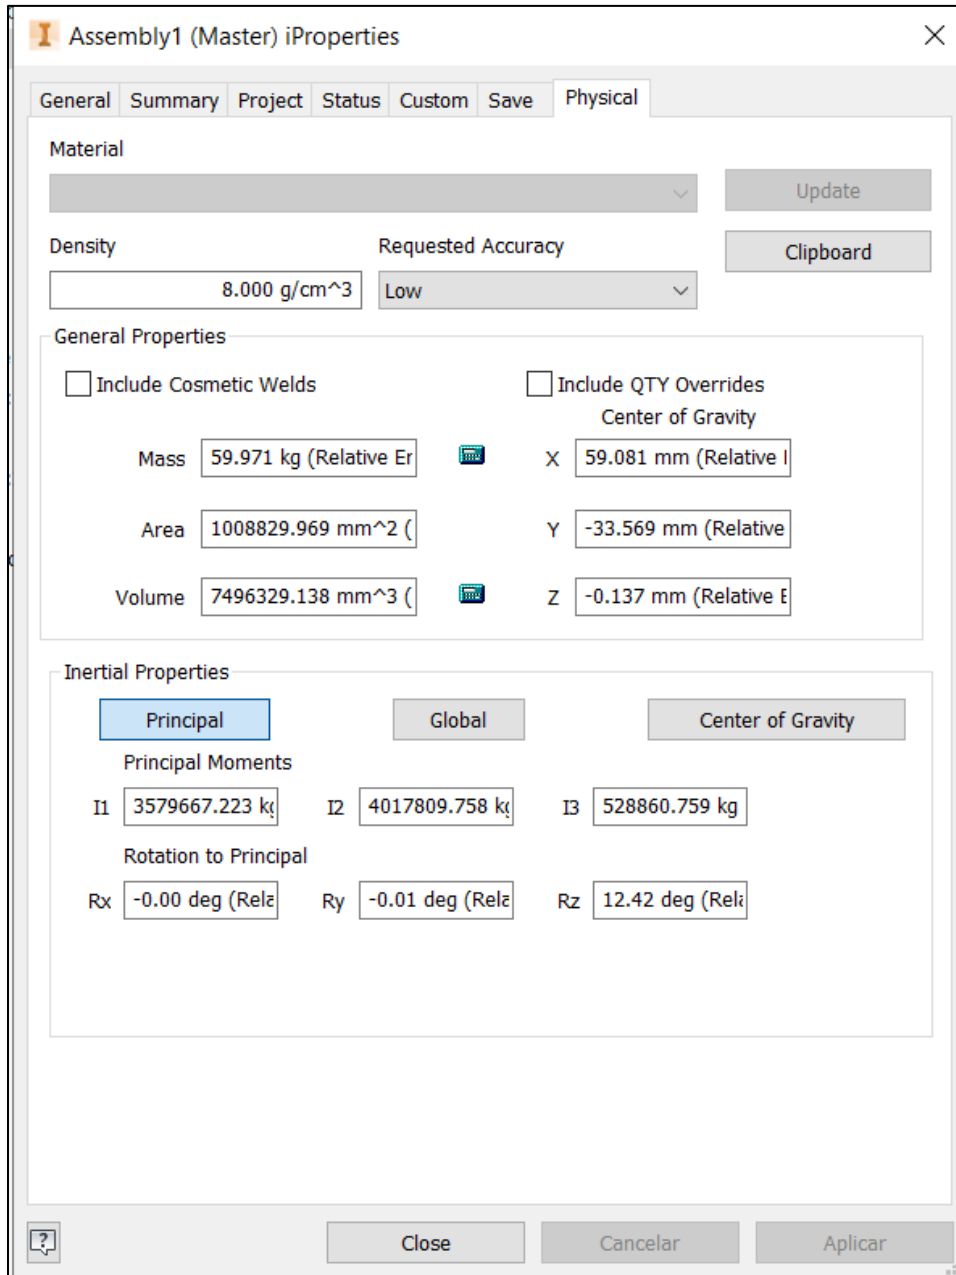 Assembly1 (Master) iProperties
General Summary Project Status Custom Save Physical
Material
Update
Density Requested Accuracy Clipboard
8.000 g/cm^3 Low
General Properties
Include Cosmetic Welds Include QTY Overrides
Center of Gravity
Mass 59.971 kg (Relative Er X 59.081 mm (Relative
Area 1008829.969 mm^2 ( Y -33.569 mm (Relative
Volume 7496329.138 mm^3 ( Z -0.137 mm (Relative E
Inertial Properties
Principal Global Center of Gravity
Principal Moments
I1 3579667.223 kg I2 4017809.758 kg I3 528860.759 kg
Rotation to Principal
Rx -0.00 deg (Rela Ry -0.01 deg (Rela Rz 12.42 deg (Rela
Close Cancelar Aplicar